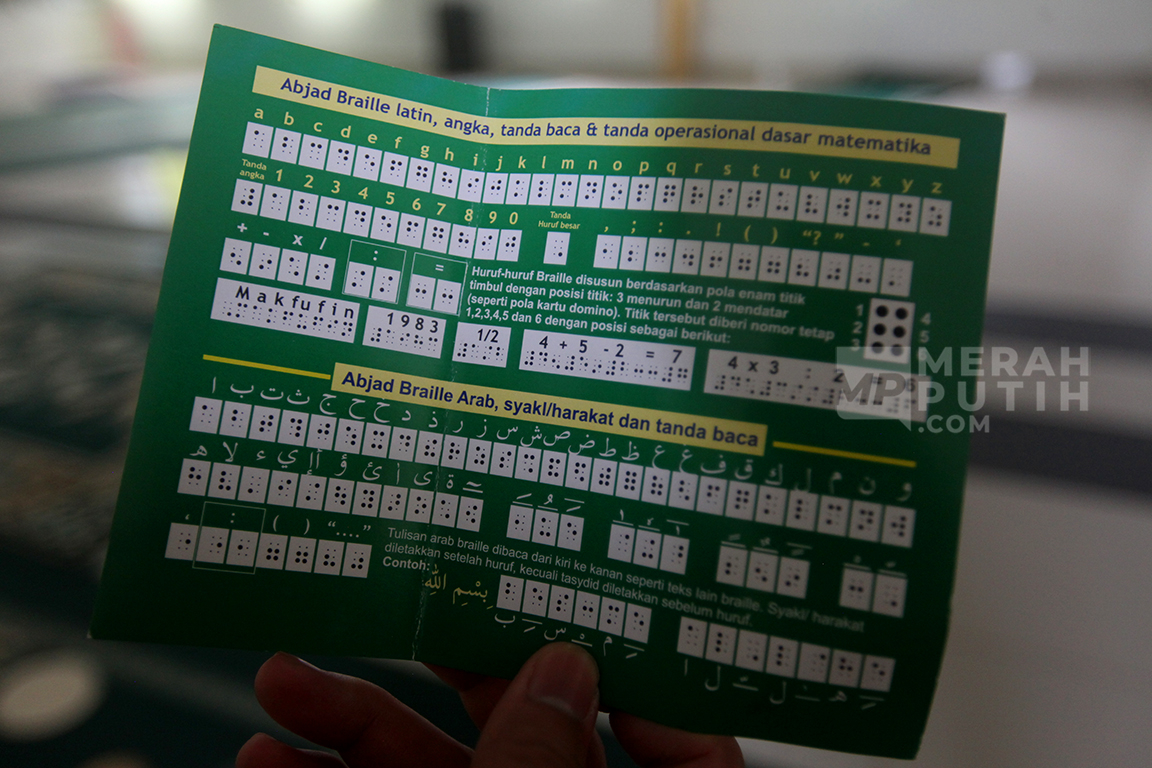 Abjad Braille latin, angka, tanda baca & tanda operasional dasar matematika
a b c d e f g h i j k l m n o p q r s t u v w x y z
Tanda angka 1 2 3 4 5 6 7 8 9 0 Tanda Huruf besar , ; : . ! ( ) “? ” - ‘
+ - x / : =
Huruf-huruf Braille disusun berdasarkan pola enam titik
timbul dengan posisi titik: 3 menurun dan 2 mendatar
(seperti pola kartu domino). Titik tersebut diberi nomor tetap
1,2,3,4,5 dan 6 dengan posisi sebagai berikut:
1 4
2 5
3
Makfufin 1983 1/2 4 + 5 -2 = 7 4 x 3 : 2 = 6
MERAH
PUTIH
.COM
Abjad Braille Arab, syakl/harakat dan tanda baca
ا ب ت ث ج ح خ د ذ ر ز س ش ص ض ط ظ ع غ ف ق ك ل م ن و
ه لا ء ي آ إ ؤ ئ أ ى ة
‘ : ( ) “....”
Tulisan arab braille dibaca dari kiri ke kanan seperti teks lain braille. Syakl/ harakat
diletakkan setelah huruf, kecuali tasydid diletakkan sebelum huruf.
Contoh:
بِسْمِ اللهِ
ب س م ا ل ل ه